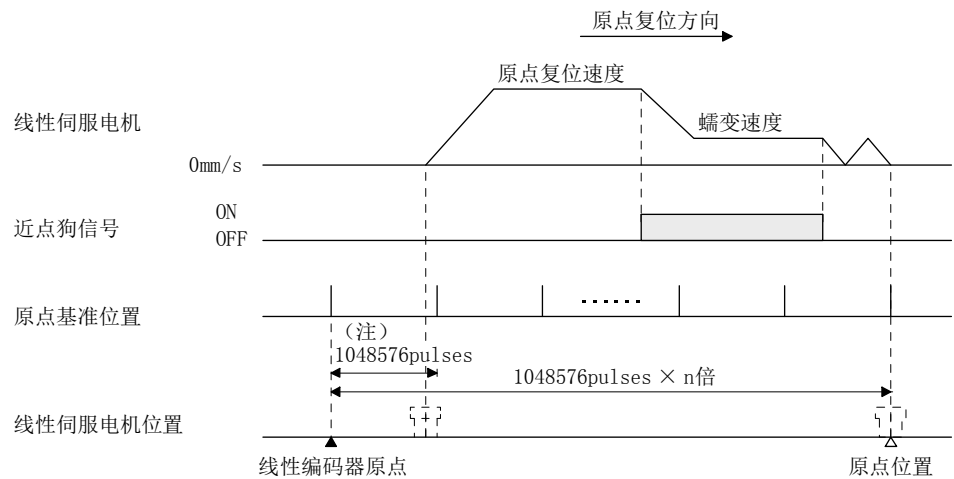 原点复位方向
原点复位速度
线性伺服电机
蠕变速度
0mm/s
ON
近点狗信号
OFF
原点基准位置
······
（注）
1048576pulses
1048576pulses × n倍
线性伺服电机位置
线性编码器原点
原点位置